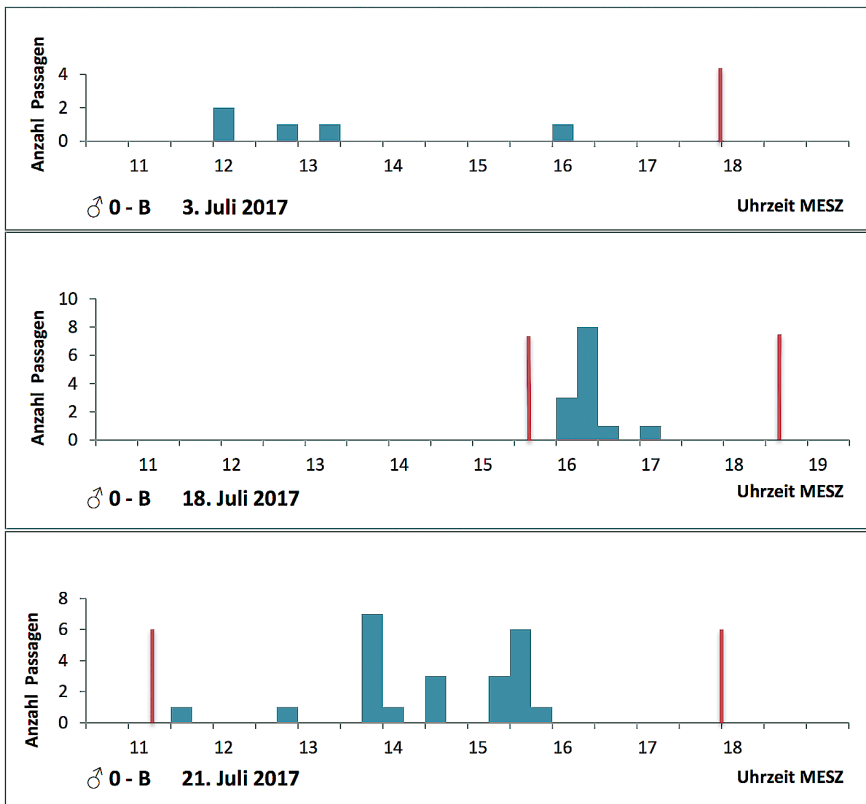 Anzahl Passagen
4
2
0
11 12 13 14 15 16 17 18
♂ 0 - B 3. Juli 2017 Uhrzeit MESZ
Anzahl Passagen
10
8
6
4
2
0
11 12 13 14 15 16 17 18 19
♂ 0 - B 18. Juli 2017 Uhrzeit MESZ
Anzahl Passagen
8
6
4
2
0
11 12 13 14 15 16 17 18
♂ 0 - B 21. Juli 2017 Uhrzeit MESZ